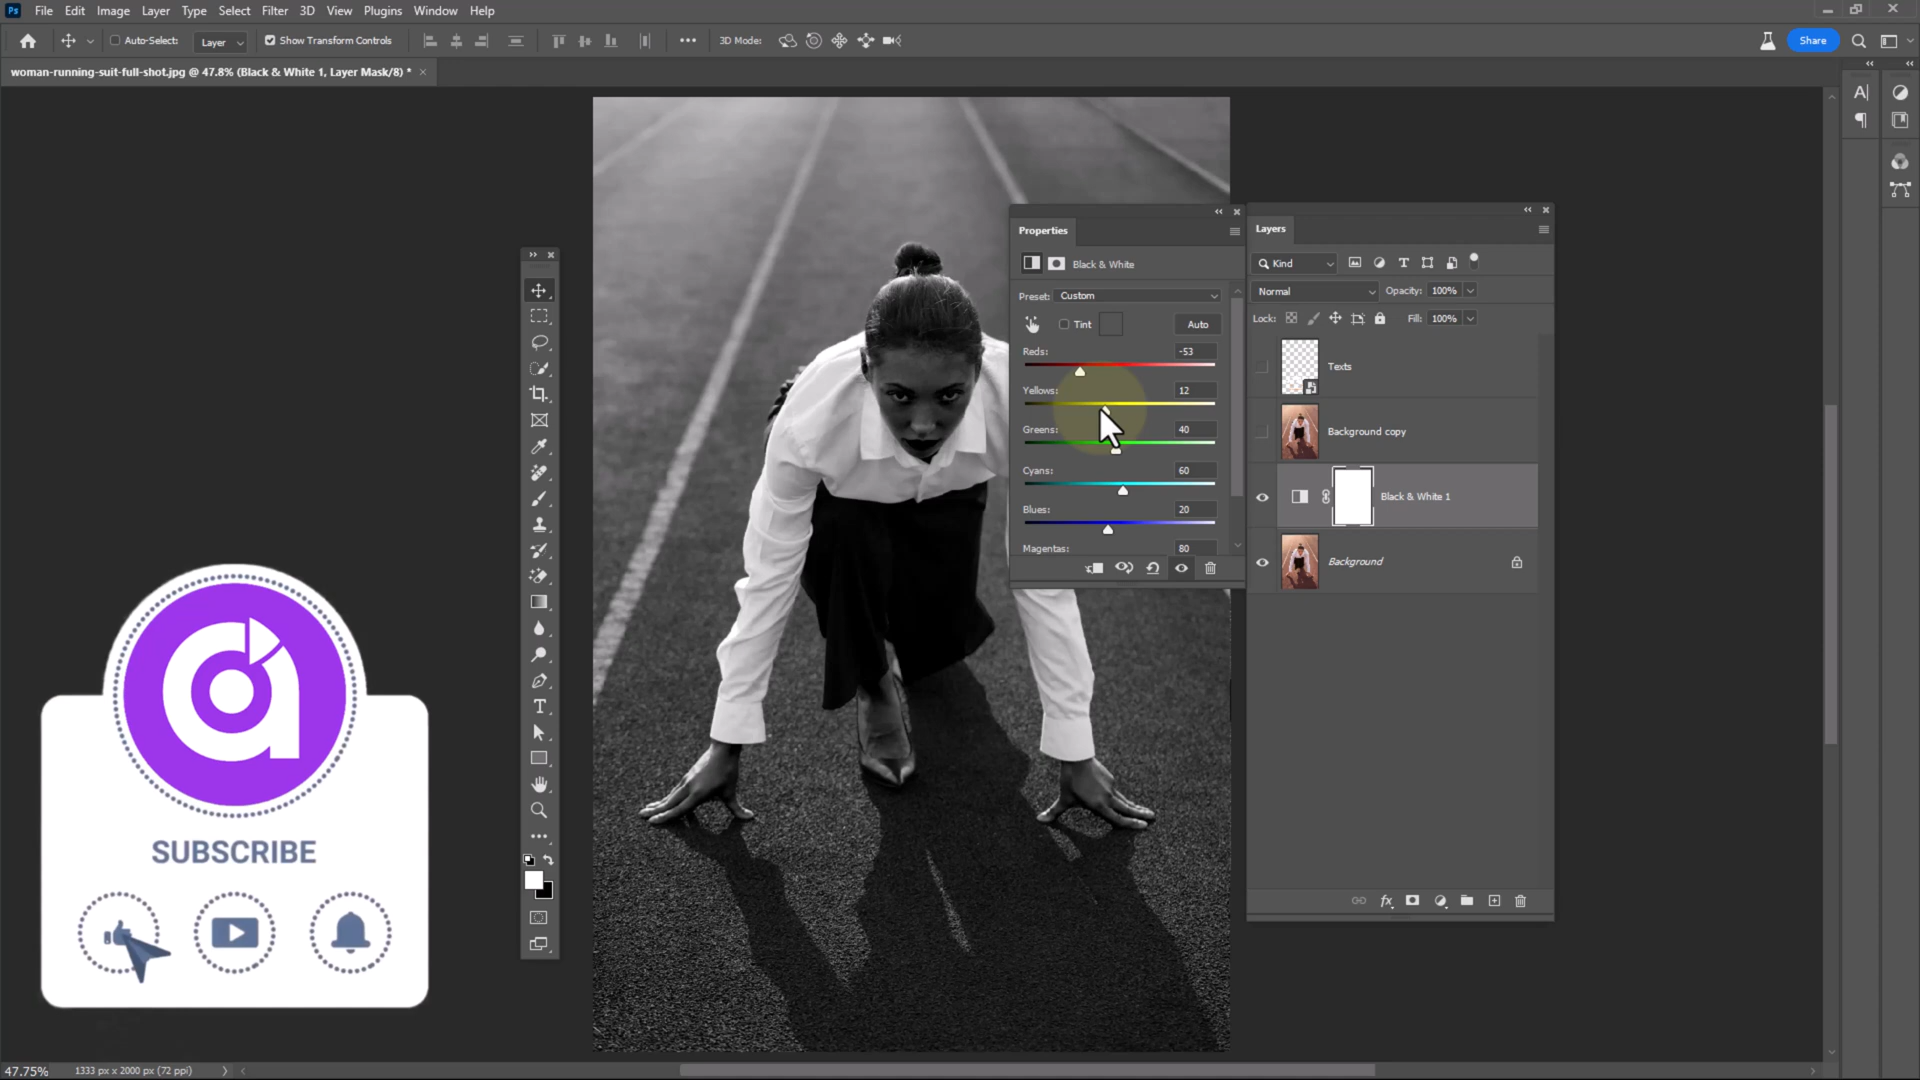 Ps File Edit Image Layer Type Select Filter 3D View Plugins Window Help
Auto-Select: Layer Show Transform Controls 3D Mode: Share
woman-running-suit-full-shot.jpg @ 47.8% (Black & White 1, Layer Mask/8) *
Properties
Black & White
Preset: Custom
Tint Auto
Reds: -53
Yellows: 12
Greens: 40
Cyans: 60
Blues: 20
Magentas: 80
Layers
Kind
Normal Opacity: 100%
Lock: Fill: 100%
Texts
Background copy
Black & White 1
Background
fx
SUBSCRIBE
47.75% 1333 px x 2000 px (72 ppi)